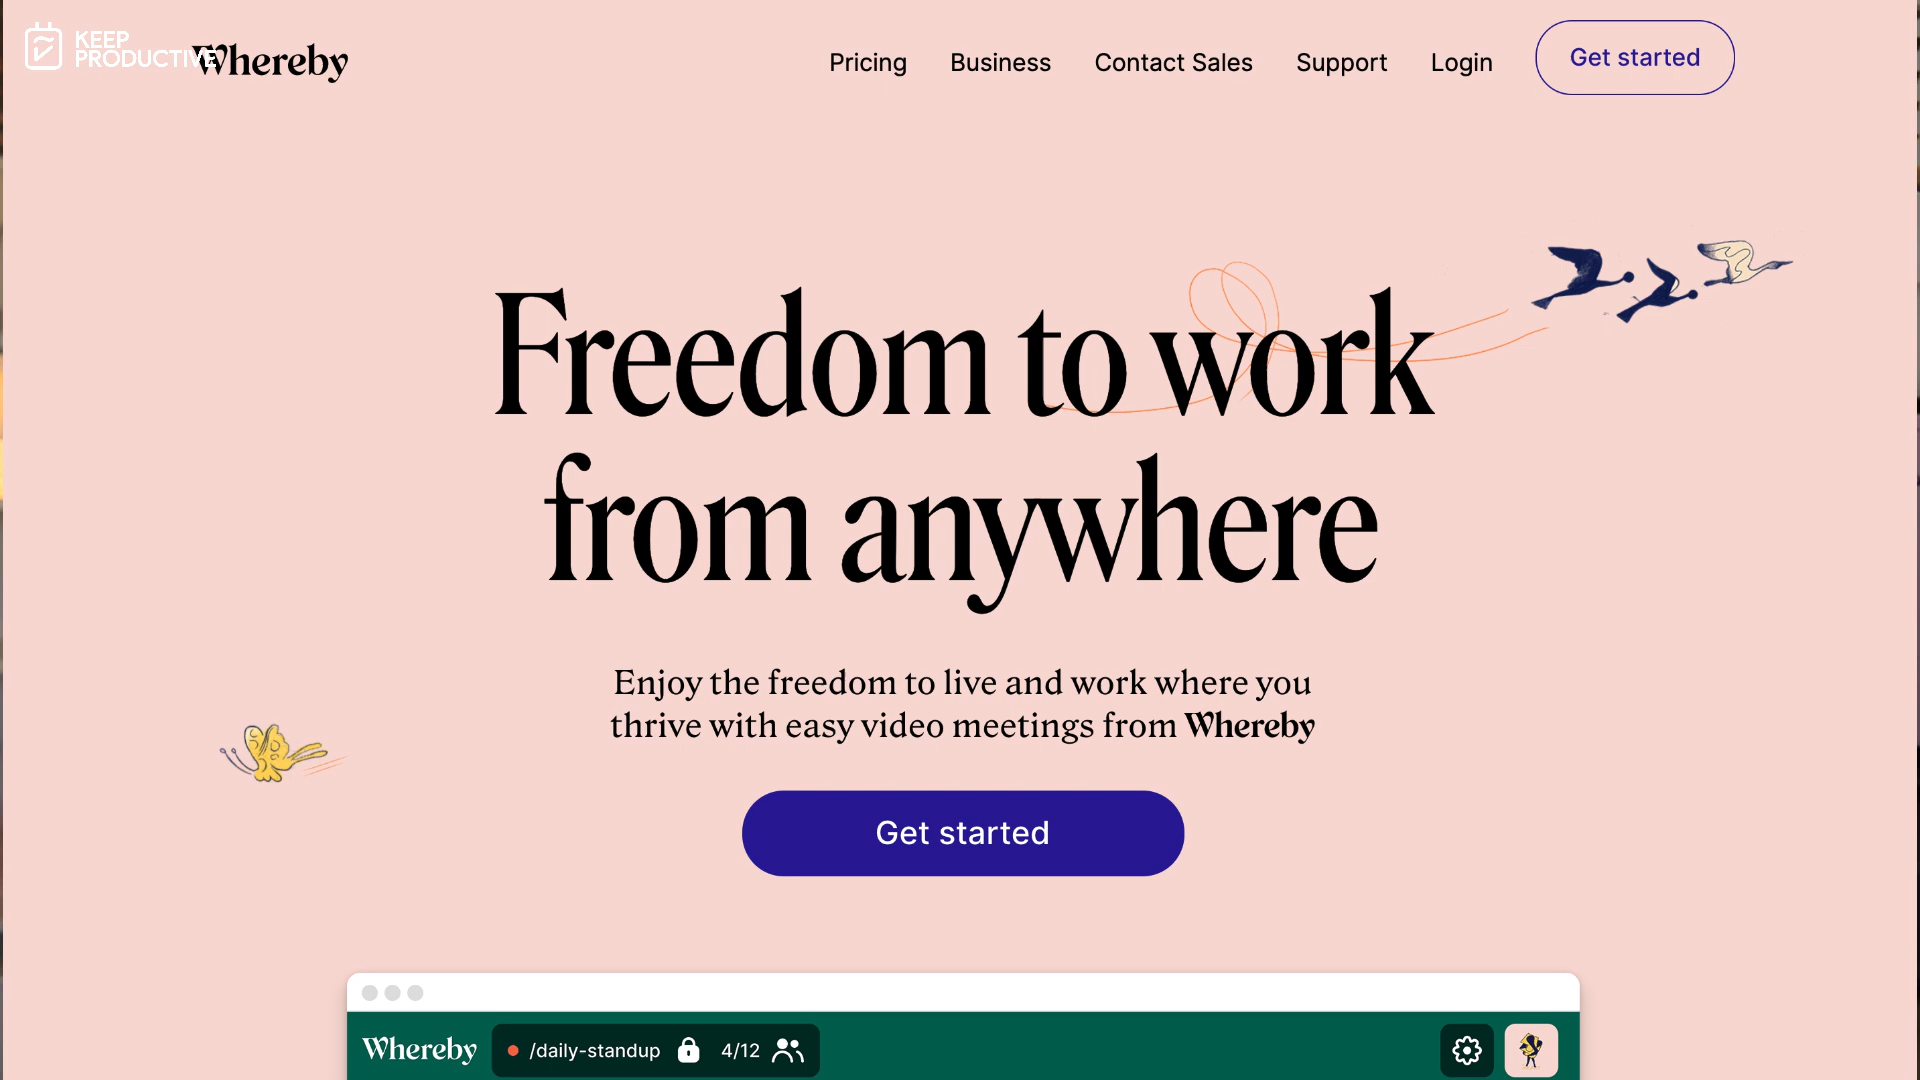 KEEP
PRODUCTIVE
Whereby
Pricing
Business
Contact Sales
Support
Login
Get started
Freedom to work
from anywhere
Enjoy the freedom to live and work where you
thrive with easy video meetings from Whereby
Get started
Whereby
/daily-standup
4/12